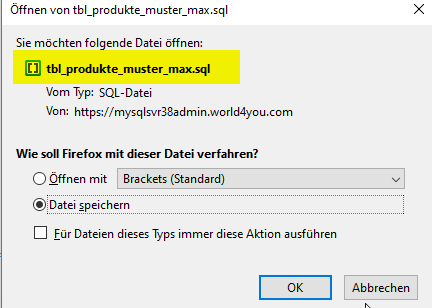 Öffnen von tbl_produkte_muster_max.sql
Sie möchten folgende Datei öffnen:
tbl_produkte_muster_max.sql
Vom Typ: SQL-Datei
Von: https://mysqlsvr38admin.world4you.com
Wie soll Firefox mit dieser Datei verfahren?
Öffnen mit Brackets (Standard)
Datei speichern
Für Dateien dieses Typs immer diese Aktion ausführen
OK Abbrechen